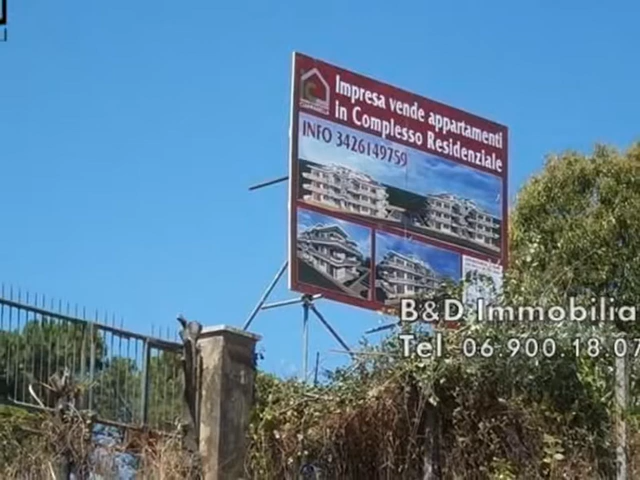 Impresa vende appartamenti
in Complesso Residenziale
INFO 3426149759
B&D Immobilia
Tel. 06.900.18.07